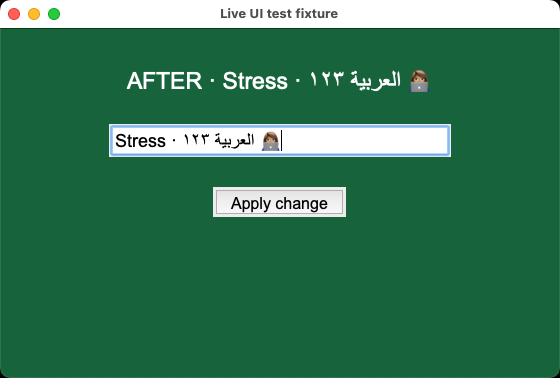 Live UI test fixture
AFTER · Stress · العربية ١٢٣ 👩🏽‍💻
Stress · العربية ١٢٣ 👩🏽‍💻
Apply change